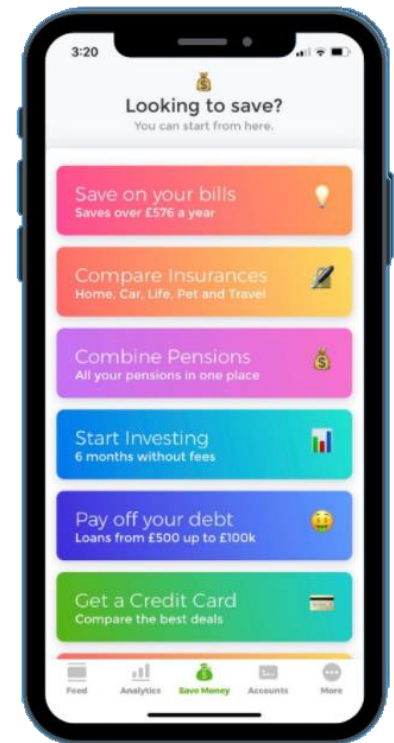 3:20
Looking to save?
You can start from here.
Save on your bills
Saves over £576 a year
Compare Insurances
Home, Car, Life, Pet and Travel
Combine Pensions
All your pensions in one place
Start Investing
6 months without fees
Pay off your debt
Loans from £500 up to £100k
Get a Credit Card
Compare the best deals
Feed Analytics Save Money Accounts More